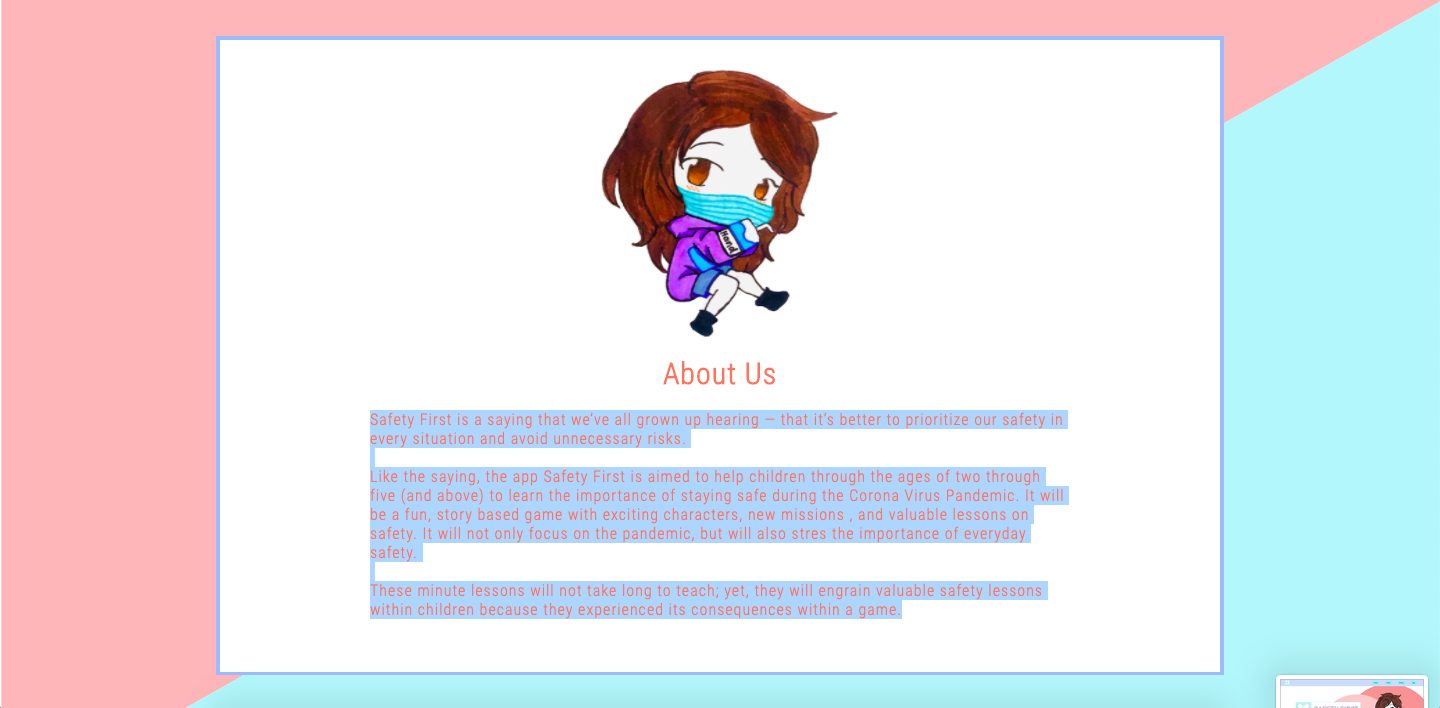 Hand
About Us
Safety First is a saying that we've all grown up hearing — that it's better to prioritize our safety in
every situation and avoid unnecessary risks.
Like the saying, the app Safety First is aimed to help children through the ages of two through
five (and above) to learn the importance of staying safe during the Corona Virus Pandemic. It will
be a fun, story based game with exciting characters, new missions , and valuable lessons on
safety. It will not only focus on the pandemic, but will also stres the importance of everyday
safety.
These minute lessons will not take long to teach; yet, they will engrain valuable safety lessons
within children because they experienced its consequences within a game.